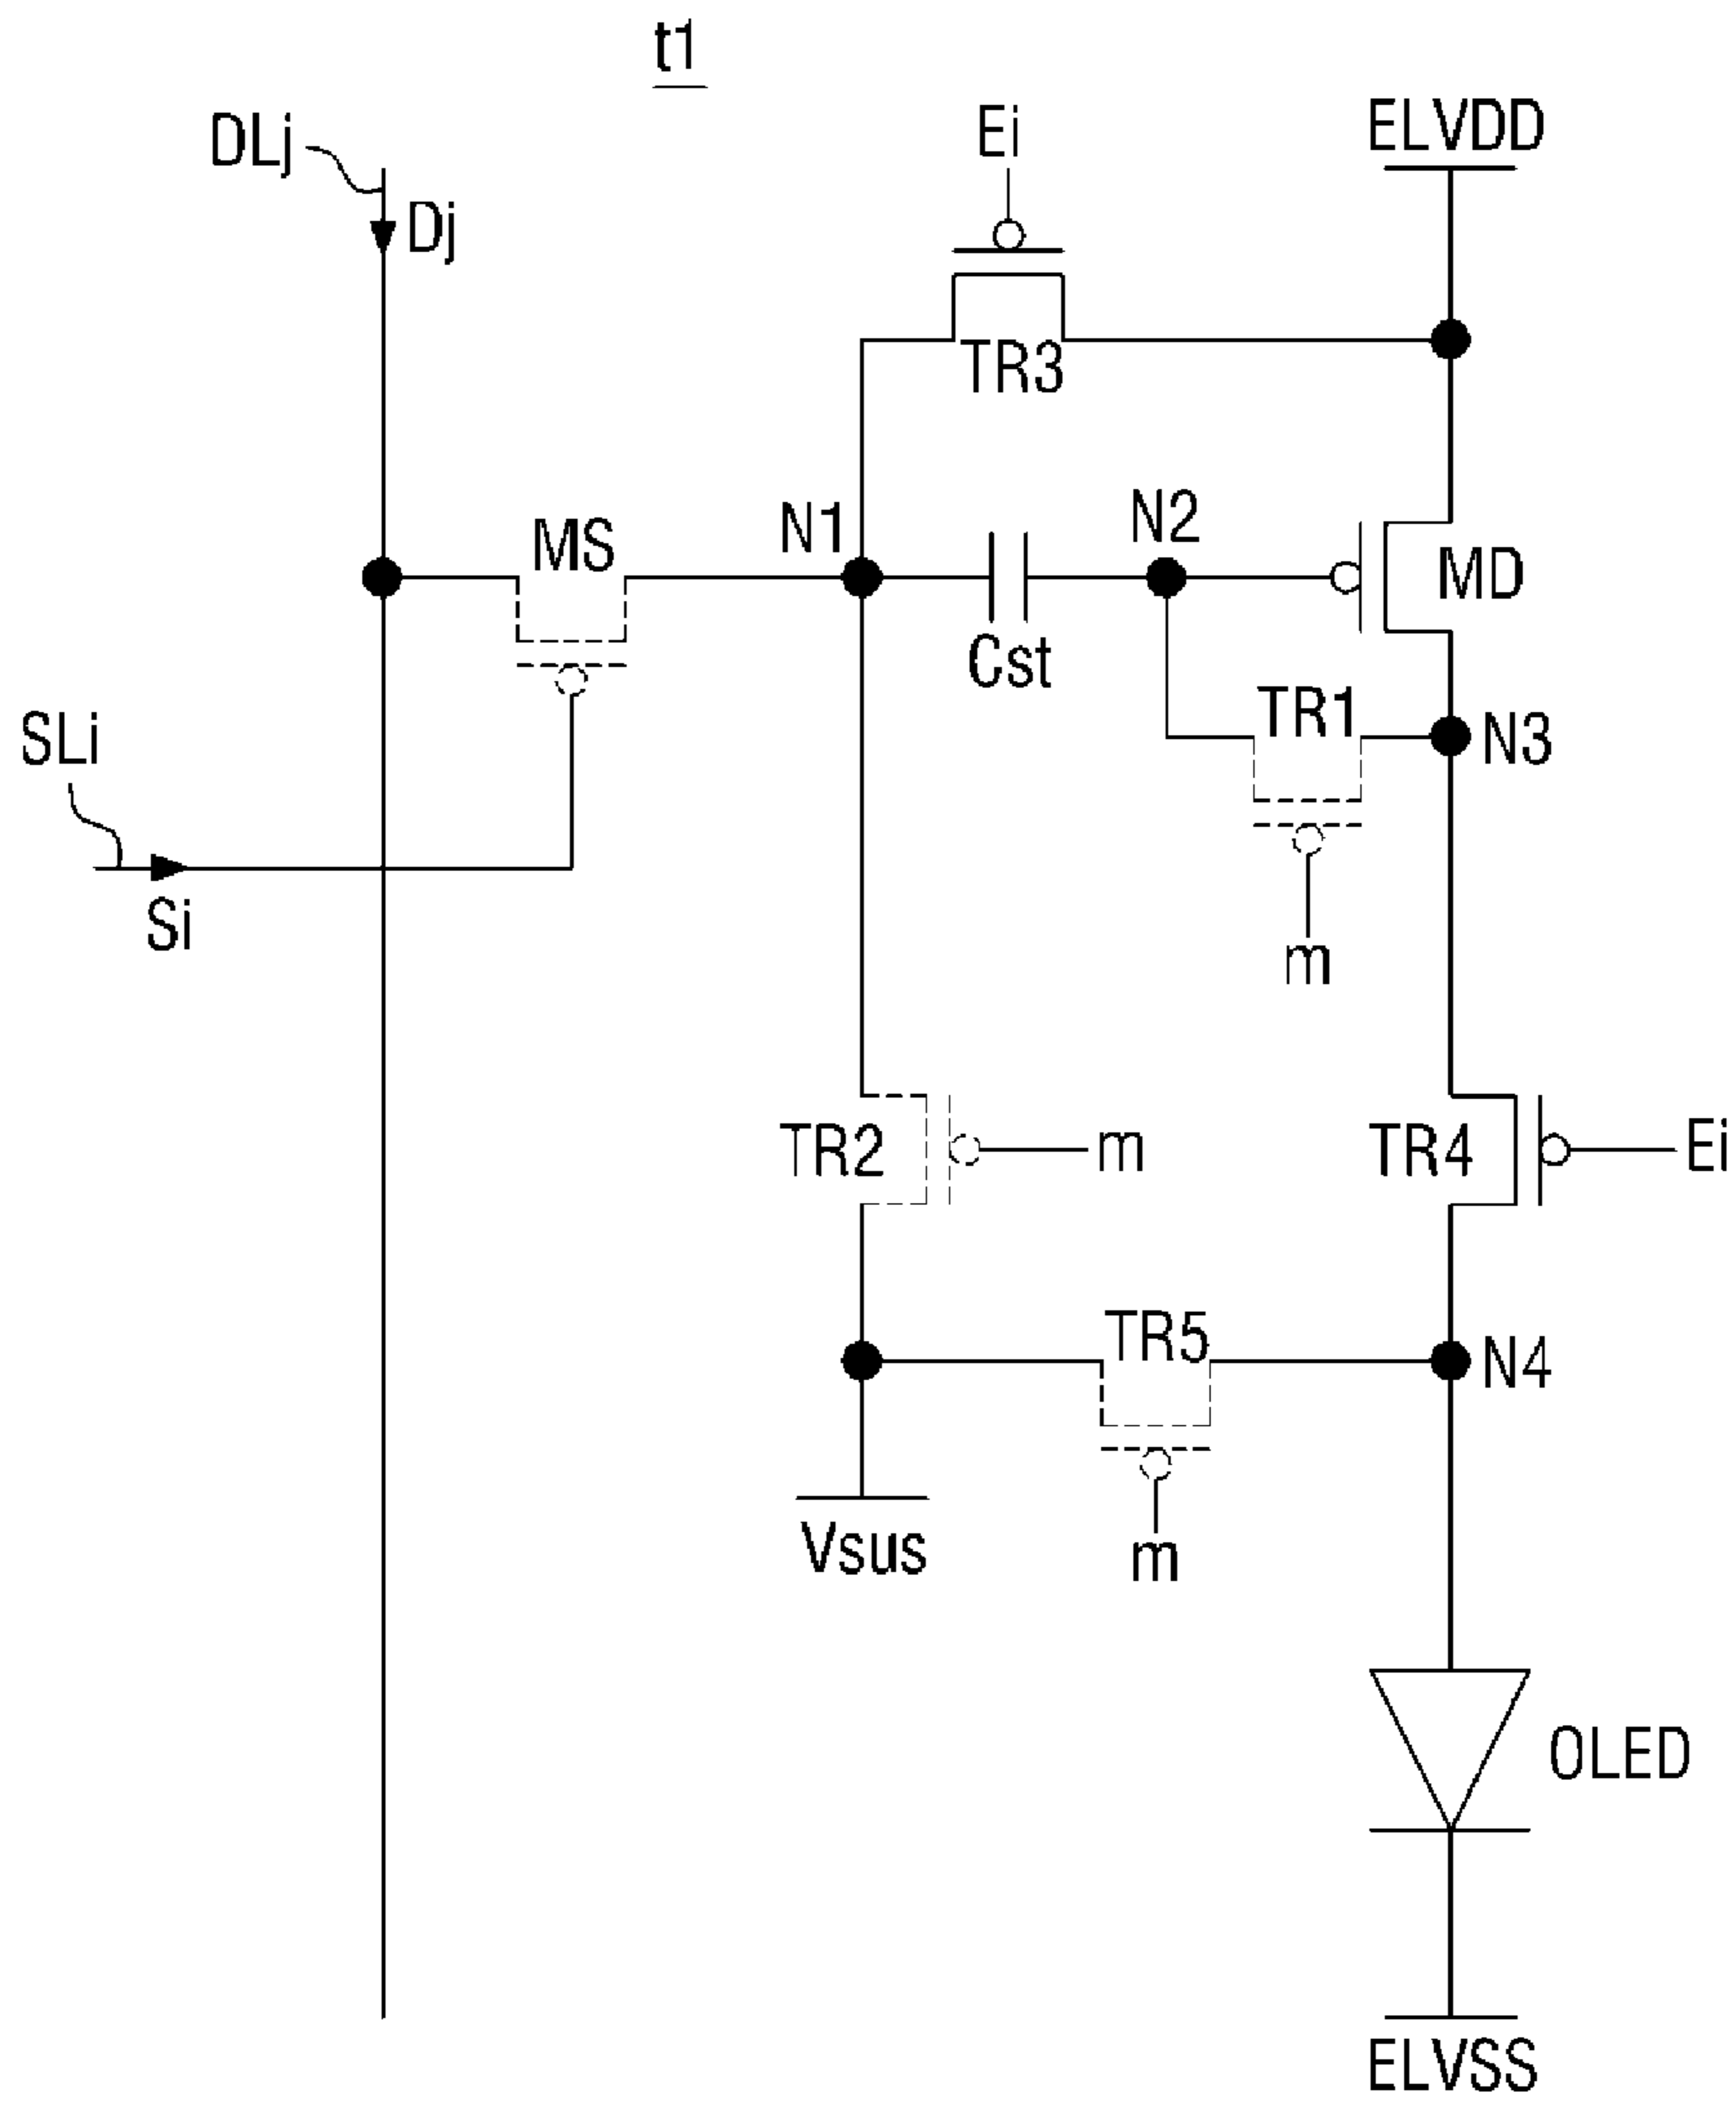 t1
DLj
Dj
Ei
ELVDD
TR3
MS
N1
N2
MD
Cst
TR1
N3
SLi
Si
m
TR2
m
TR4
Ei
TR5
N4
Vsus
m
OLED
ELVSS